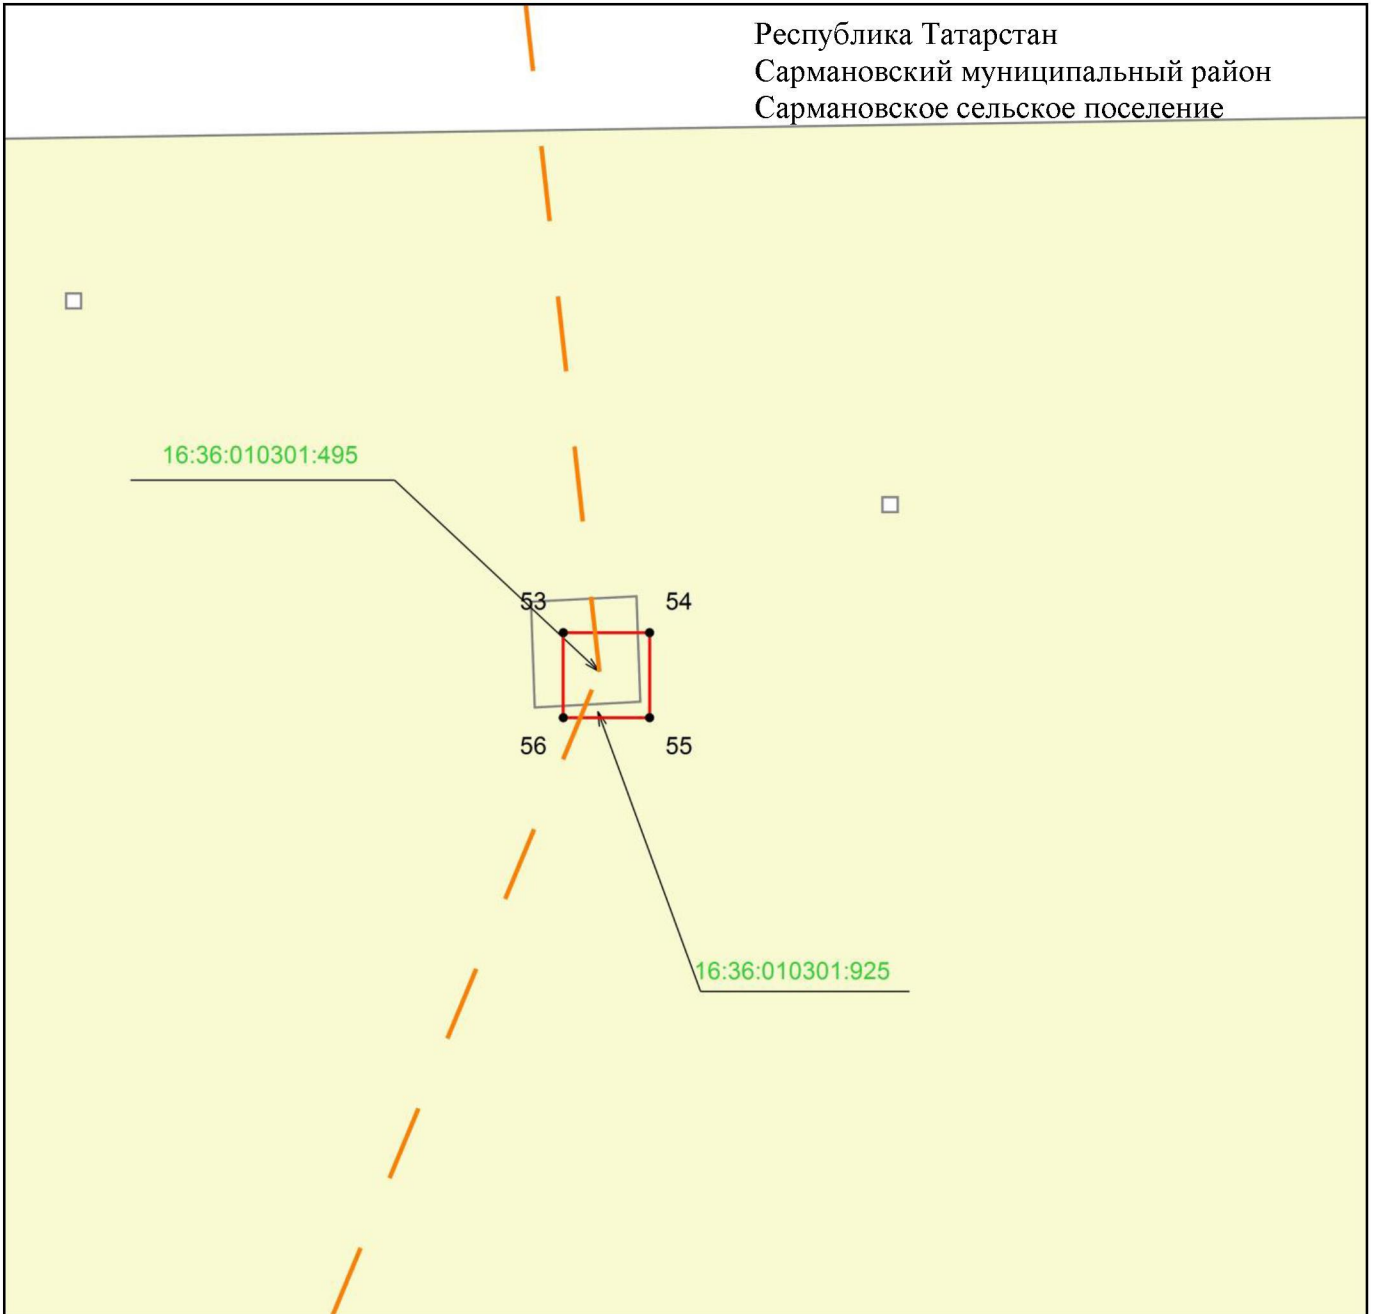 Республика Татарстан
Сармановский муниципальный район
Сармановское сельское поселение
16:36:010301:495
53
54
56
55
16:36:010301:925